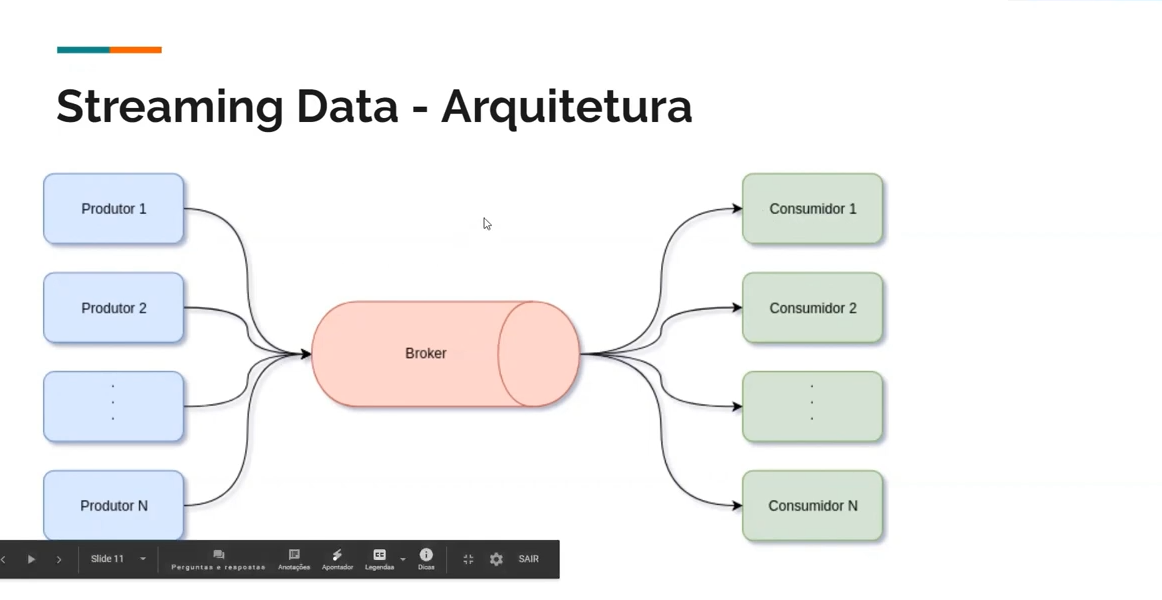 Streaming Data - Arquitetura
Produtor 1
Produtor 2
.
.
.
Produtor N
Broker
Consumidor 1
Consumidor 2
.
.
.
Consumidor N
Slide 11
Perguntas e respostas
Anotações
Apontador
CC
Legendas
Dicas
SAIR